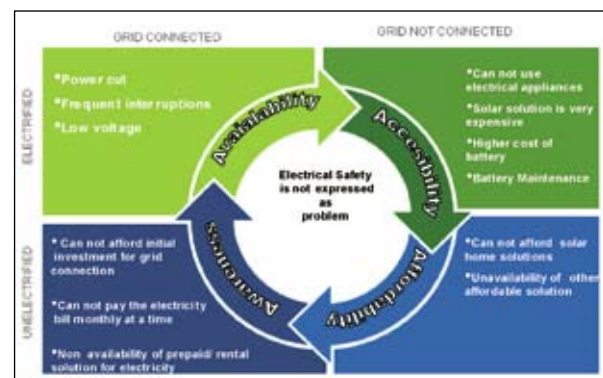 GRID CONNECTED
GRID NOT CONNECTED
ELECTRIFIED
UNELECTRIFIED
•Power cut
•Frequent interruptions
•Low voltage
•Can not use
electrical appliances
•Solar solution is very
expensive
•Higher cost of
battery
•Battery Maintenance
Availability
Accesibility
Affordability
Awareness
Electrical Safety
is not expressed
as
problem
• Can not afford initial
investment for grid
connection
•Can not pay the electricity
bill monthly at a time
•Non availability of prepaid/ rental
solution for electricity
•Can not afford solar
home solutions
•Unavailability of other
affordable solution